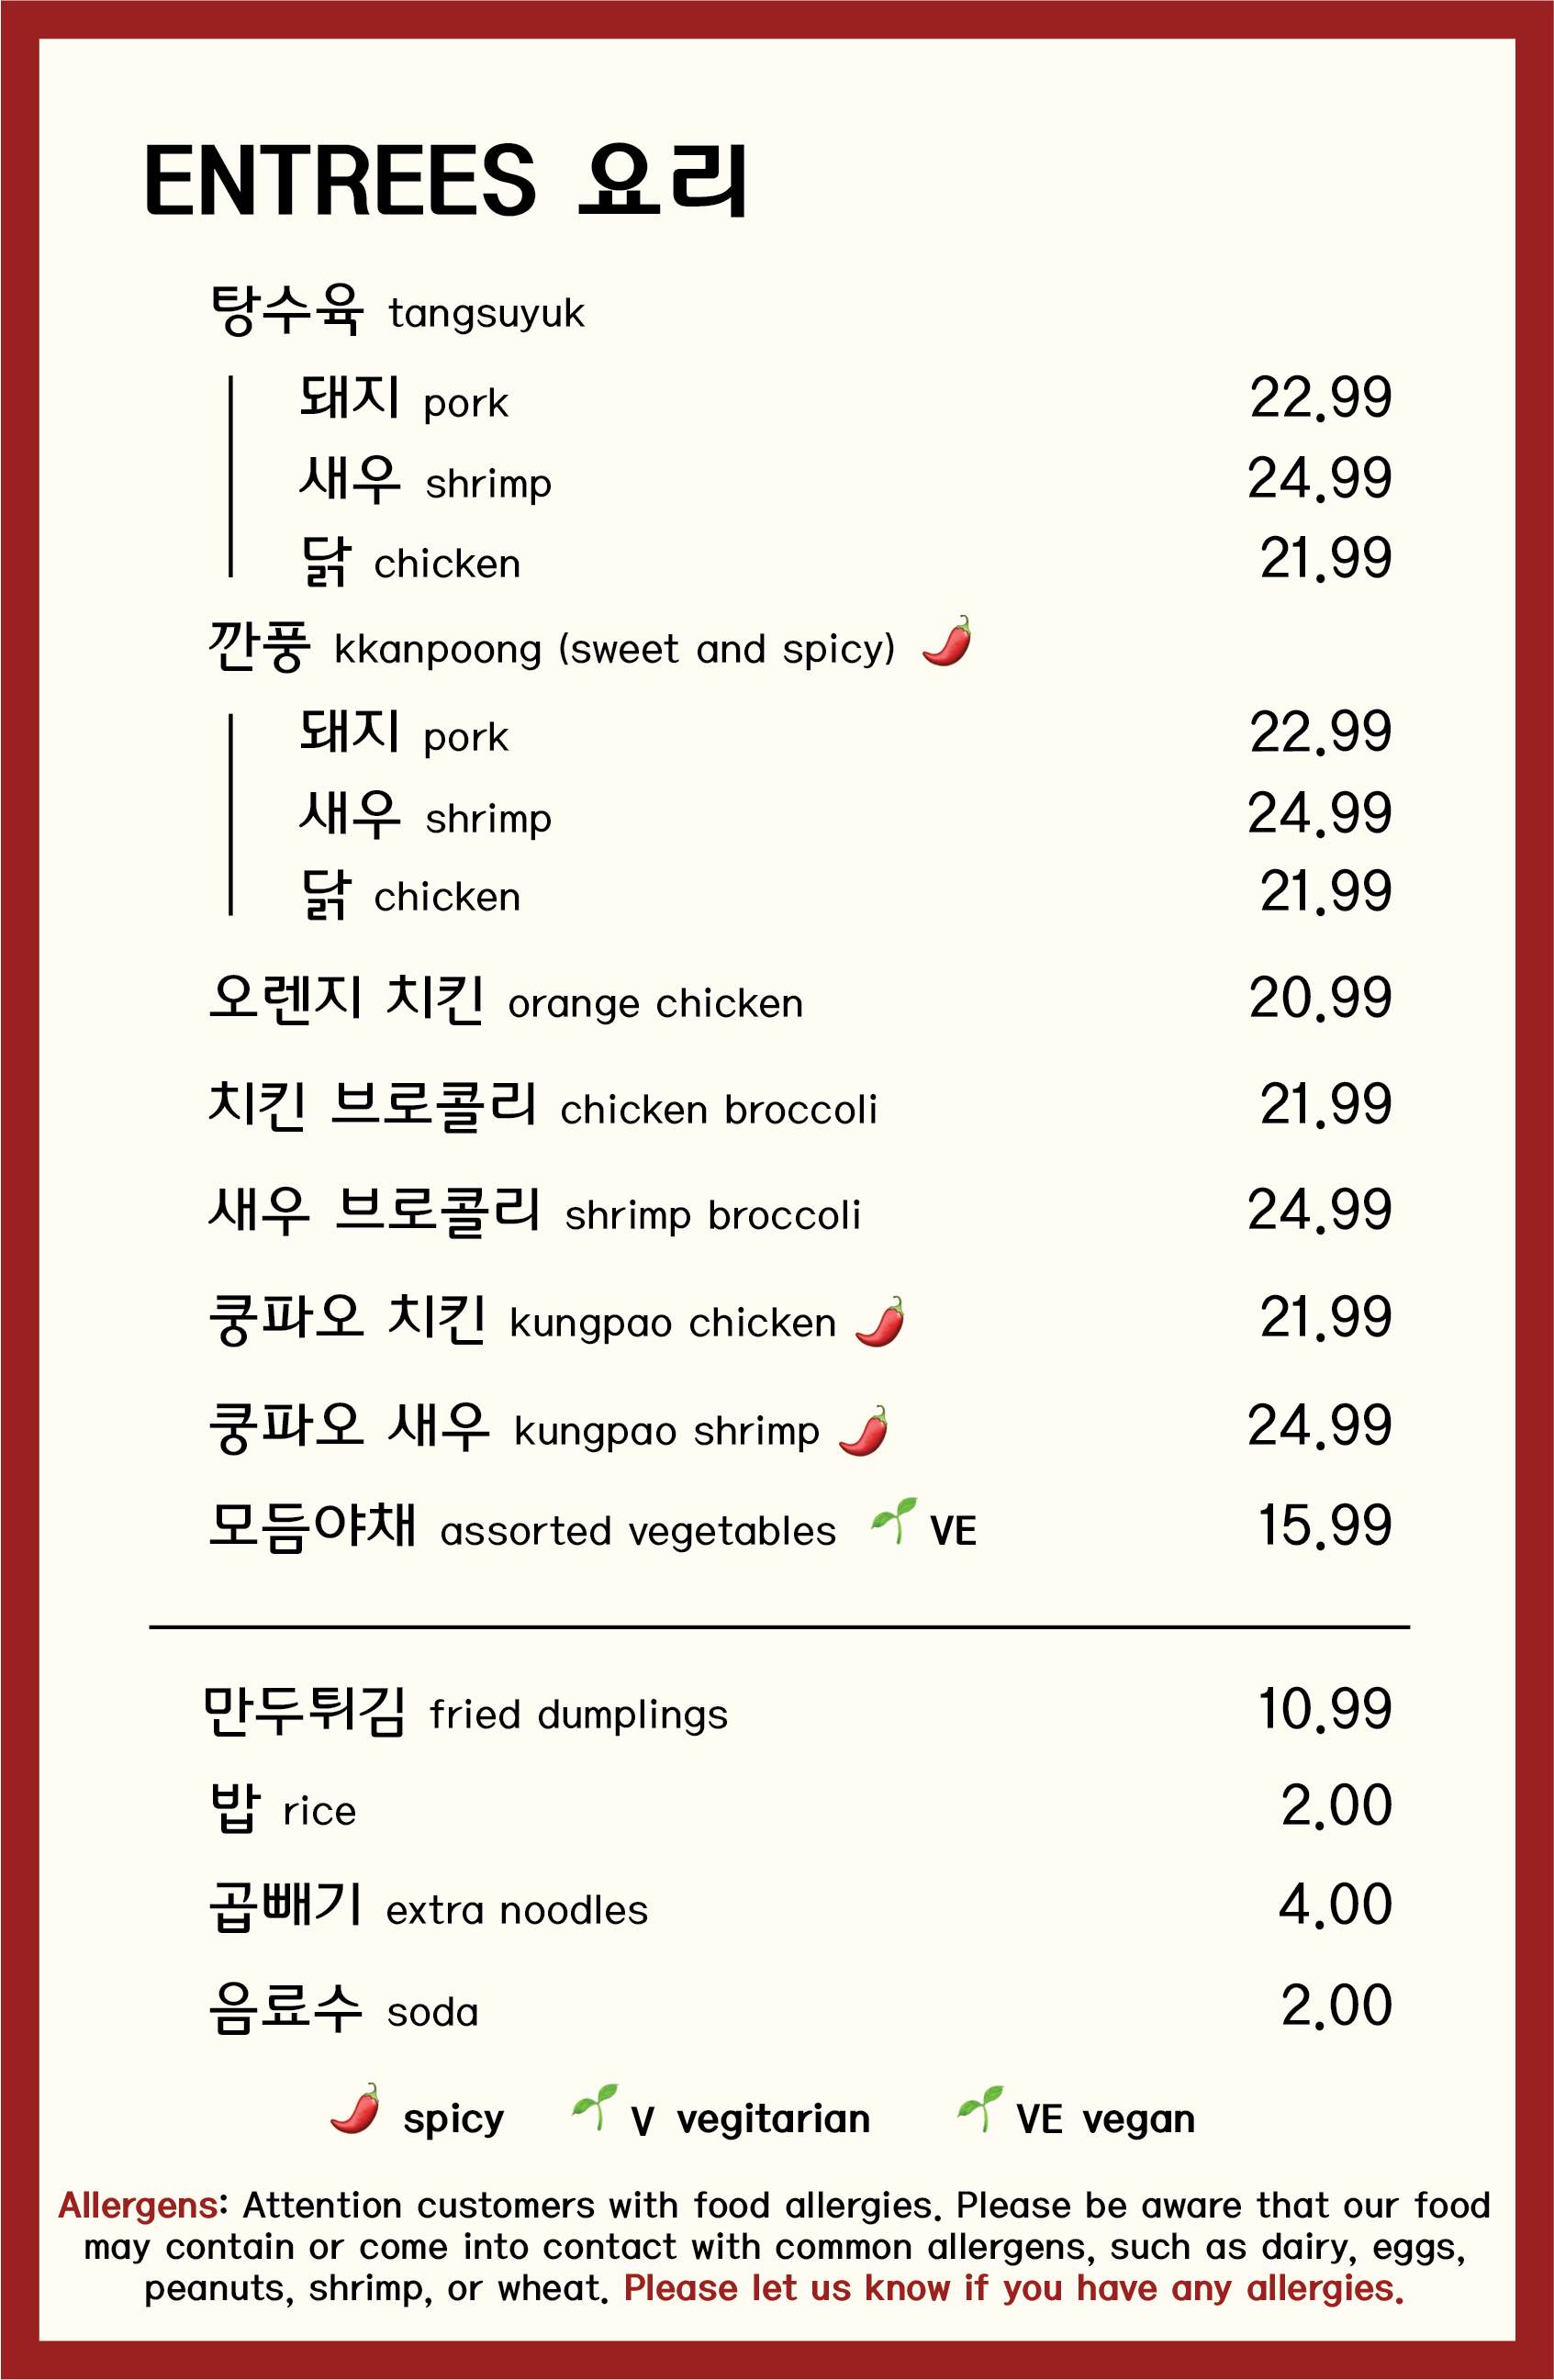 ENTREES 요리
탕수육 tangsuyuk
돼지 pork 22.99
새우 shrimp 24.99
닭 chicken 21.99
깐풍 kkanpoong (sweet and spicy)
돼지 pork 22.99
새우 shrimp 24.99
닭 chicken 21.99
오렌지 치킨 orange chicken 20.99
치킨 브로콜리 chicken broccoli 21.99
새우 브로콜리 shrimp broccoli 24.99
쿵파오 치킨 kungpao chicken 21.99
쿵파오 새우 kungpao shrimp 24.99
모듬야채 assorted vegetables VE 15.99
만두튀김 fried dumplings 10.99
밥 rice 2.00
곱빼기 extra noodles 4.00
음료수 soda 2.00
spicy V vegitarian VE vegan
Allergens: Attention customers with food allergies. Please be aware that our food
may contain or come into contact with common allergens, such as dairy, eggs,
peanuts, shrimp, or wheat. Please let us know if you have any allergies.